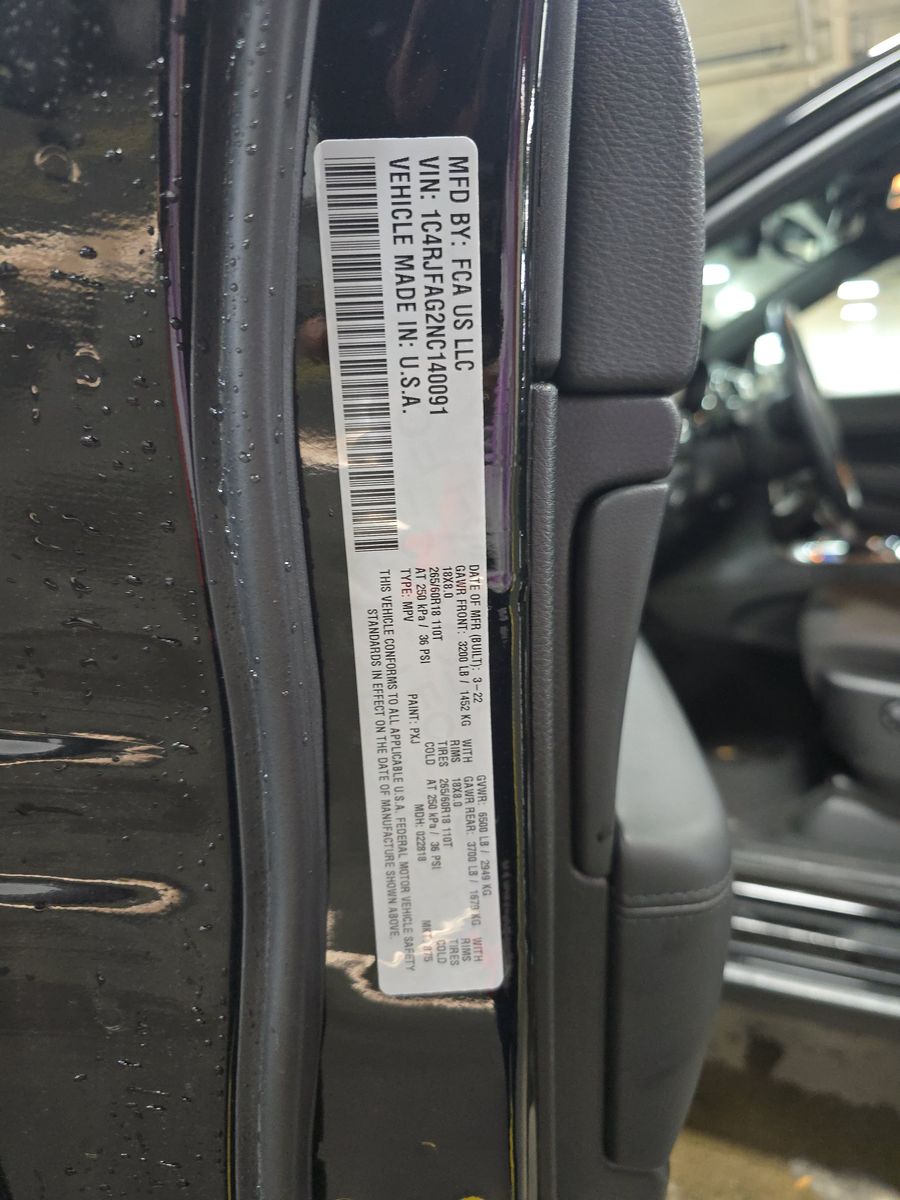 MFD BY: FCA US LLC
VIN: 1C4RJFAG2NC140091
VEHICLE MADE IN: U.S.A.
DATE OF MFR (BUILT): 3-22 GVWR: 6500 LB / 2949 KG
GAWR FRONT: 3200 LB / 1452 KG WITH GAWR REAR: 3700 LB / 1679 KG WITH
18X8.0 RIMS 18X8.0 RIMS
265/60R18 110T TIRES 265/60R18 110T TIRES
AT 250 kPa / 36 PSI COLD AT 250 kPa / 36 PSI COLD
TYPE: MPV PAINT: PXJ MDH: 022818
THIS VEHICLE CONFORMS TO ALL APPLICABLE U.S.A. FEDERAL MOTOR VEHICLE SAFETY
STANDARDS IN EFFECT ON THE DATE OF MANUFACTURE SHOWN ABOVE.